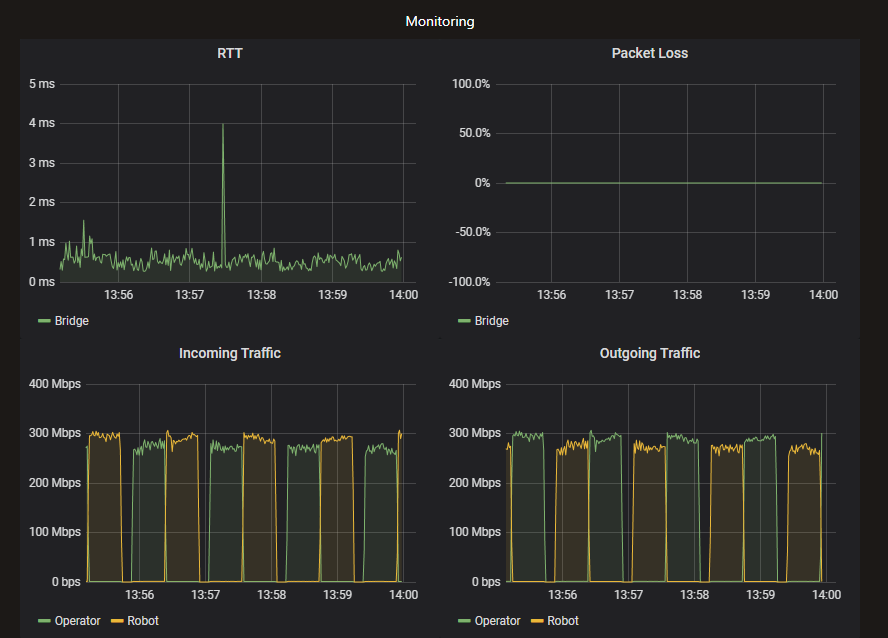 Monitoring
RTT
5 ms
4 ms
3 ms
2 ms
1 ms
0 ms
13:56 13:57 13:58 13:59 14:00
Bridge
Packet Loss
100.0%
50.0%
0%
-50.0%
-100.0%
13:56 13:57 13:58 13:59 14:00
Bridge
Incoming Traffic
400 Mbps
300 Mbps
200 Mbps
100 Mbps
0 bps
13:56 13:57 13:58 13:59 14:00
Operator Robot
Outgoing Traffic
400 Mbps
300 Mbps
200 Mbps
100 Mbps
0 bps
13:56 13:57 13:58 13:59 14:00
Operator Robot